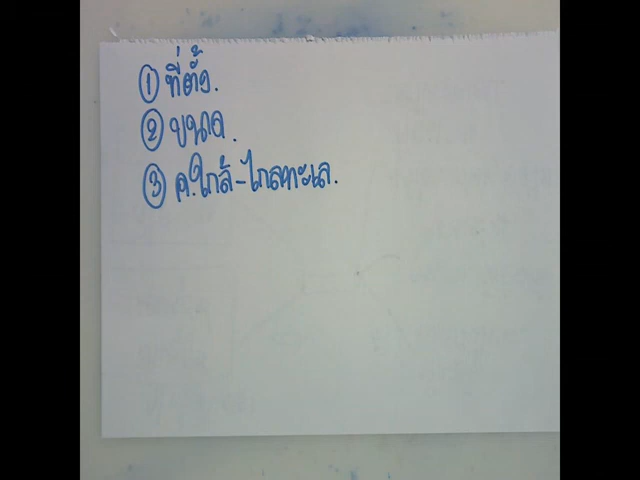 ① ที่ตั้ง.
② ขนาด.
③ ค.ใกล้-ไกลทะเล.